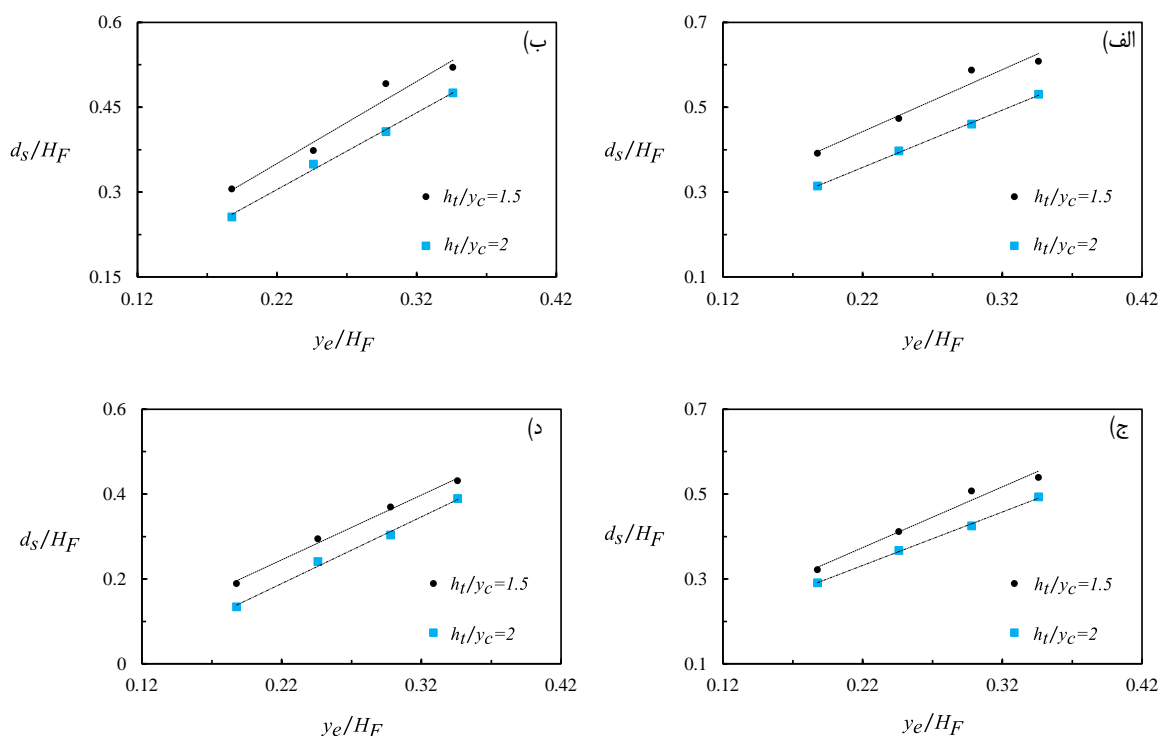 الف)
0.7
0.5
0.3
0.1
d_s/H_F
h_t/y_c=1.5
h_t/y_c=2
0.12 0.22 0.32 0.42
y_e/H_F
ب)
0.6
0.45
0.3
0.15
d_s/H_F
h_t/y_c=1.5
h_t/y_c=2
0.12 0.22 0.32 0.42
y_e/H_F
ج)
0.7
0.5
0.3
0.1
d_s/H_F
h_t/y_c=1.5
h_t/y_c=2
0.12 0.22 0.32 0.42
y_e/H_F
د)
0.6
0.4
0.2
0
d_s/H_F
h_t/y_c=1.5
h_t/y_c=2
0.12 0.22 0.32 0.42
y_e/H_F